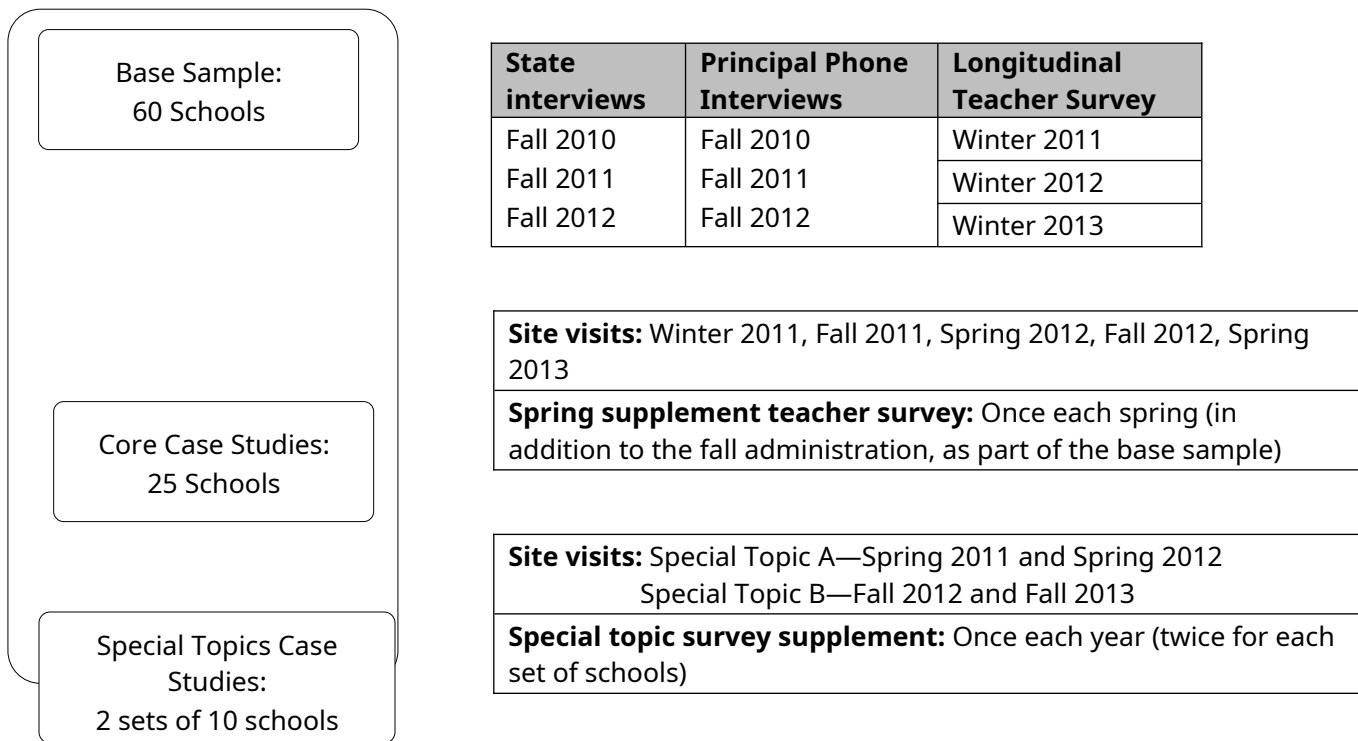 Base Sample:
60 Schools
State
interviews
Principal Phone
Interviews
Longitudinal
Teacher Survey
Fall 2010
Fall 2011
Fall 2012
Fall 2010
Fall 2011
Fall 2012
Winter 2011
Winter 2012
Winter 2013
Core Case Studies:
25 Schools
Site visits: Winter 2011, Fall 2011, Spring 2012, Fall 2012, Spring
2013
Spring supplement teacher survey: Once each spring (in
addition to the fall administration, as part of the base sample)
Special Topics Case
Studies:
2 sets of 10 schools
Site visits: Special Topic A—Spring 2011 and Spring 2012
Special Topic B—Fall 2012 and Fall 2013
Special topic survey supplement: Once each year (twice for each
set of schools)